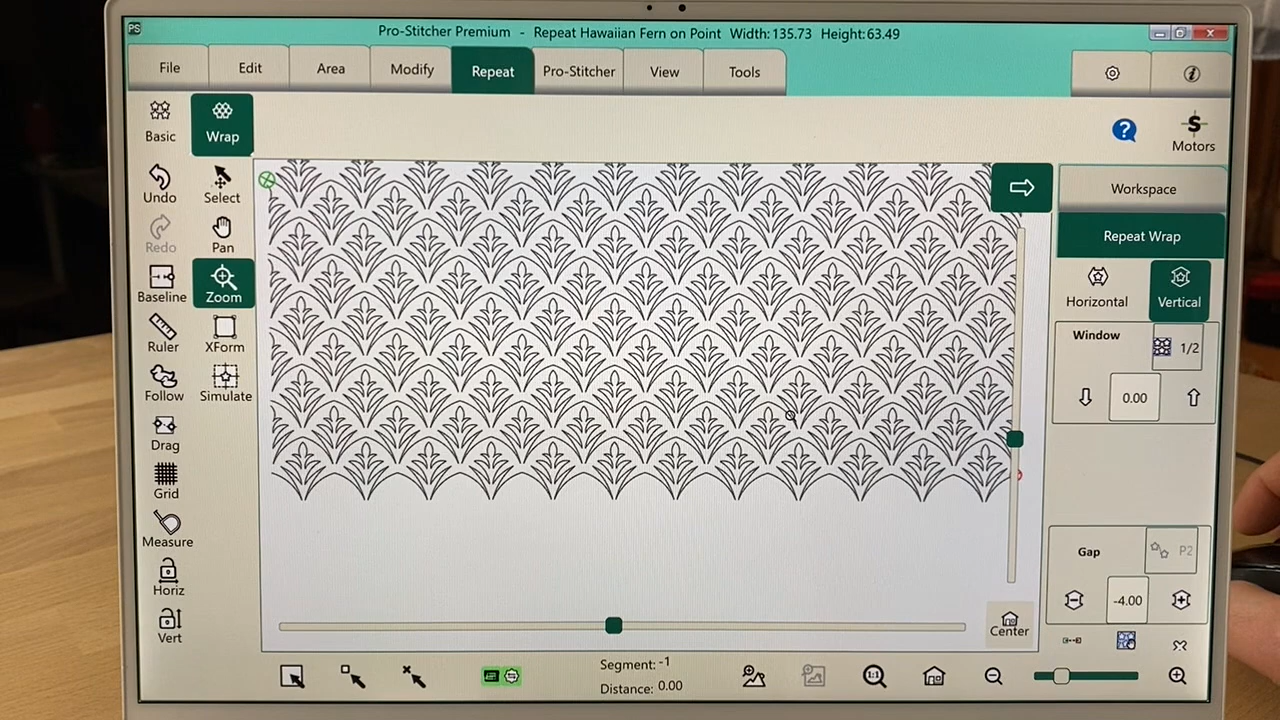 PS Pro-Stitcher Premium - Repeat Hawaiian Fern on Point Width: 135.73 Height: 63.49
File Edit Area Modify Repeat Pro-Stitcher View Tools
Basic Wrap
? S
Motors
Undo Select
Workspace
Redo Pan
Repeat Wrap
Baseline Zoom
Horizontal Vertical
Ruler XForm
Window 1/2
Follow Simulate
0.00
Drag
Grid
Measure
Gap P2
Horiz
-4.00
Vert
Center
Segment: -1
1:1
Distance: 0.00